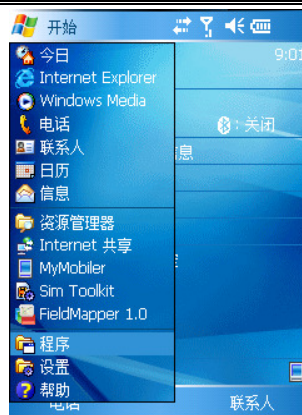 开始
今日
9:01
Internet Explorer
Windows Media
电话
：关闭
联系人
息
日历
信息
资源管理器
Internet 共享
MyMobiler
Sim Toolkit
FieldMapper 1.0
程序
设置
帮助
电话
联系人